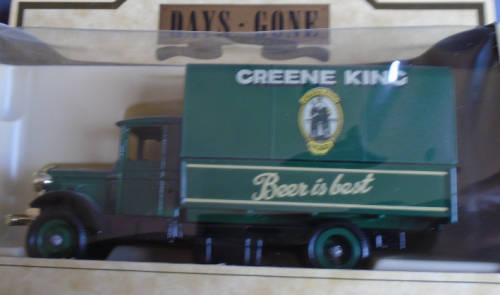 DAYS · GONE
GREENE KING
Beer is best